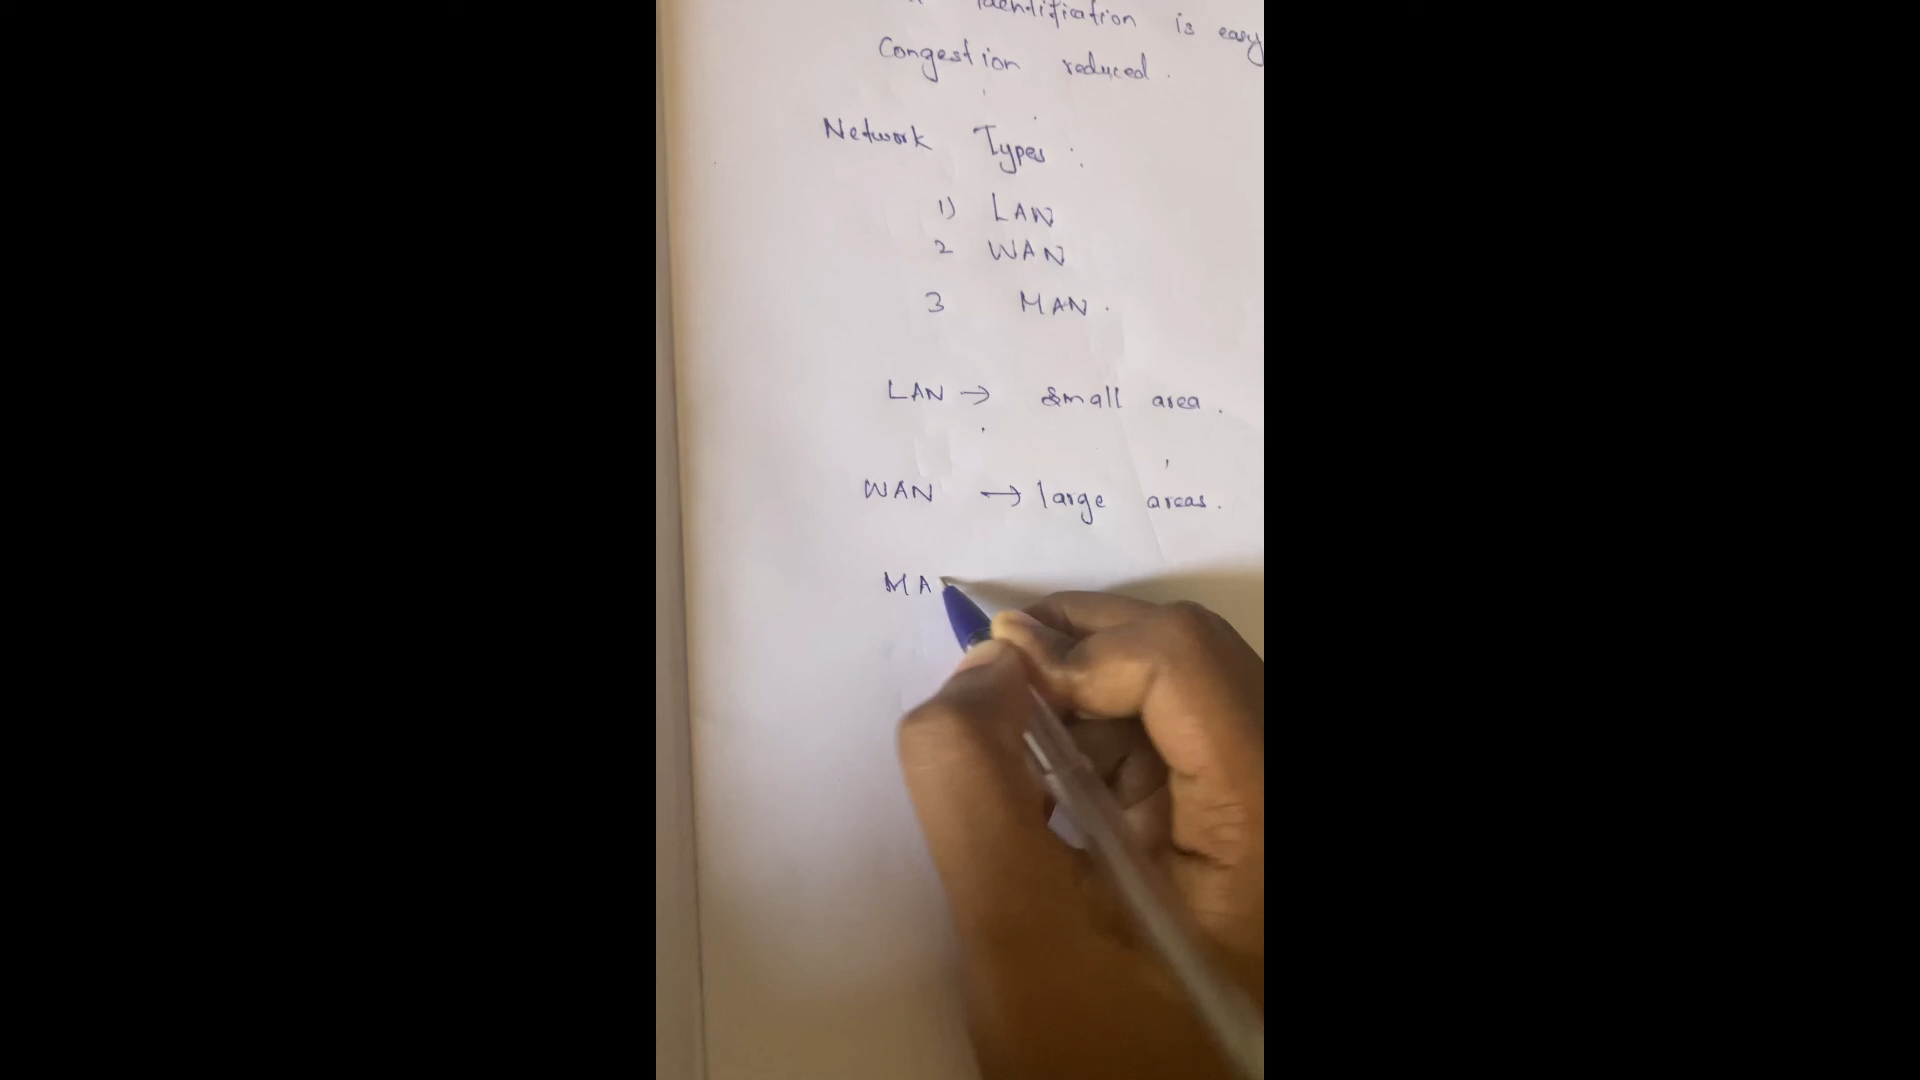 identification is easy
Congestion reduced.
Network Types :
1) LAN
2 WAN
3 MAN.
LAN → small area.
WAN → large areas.
MA